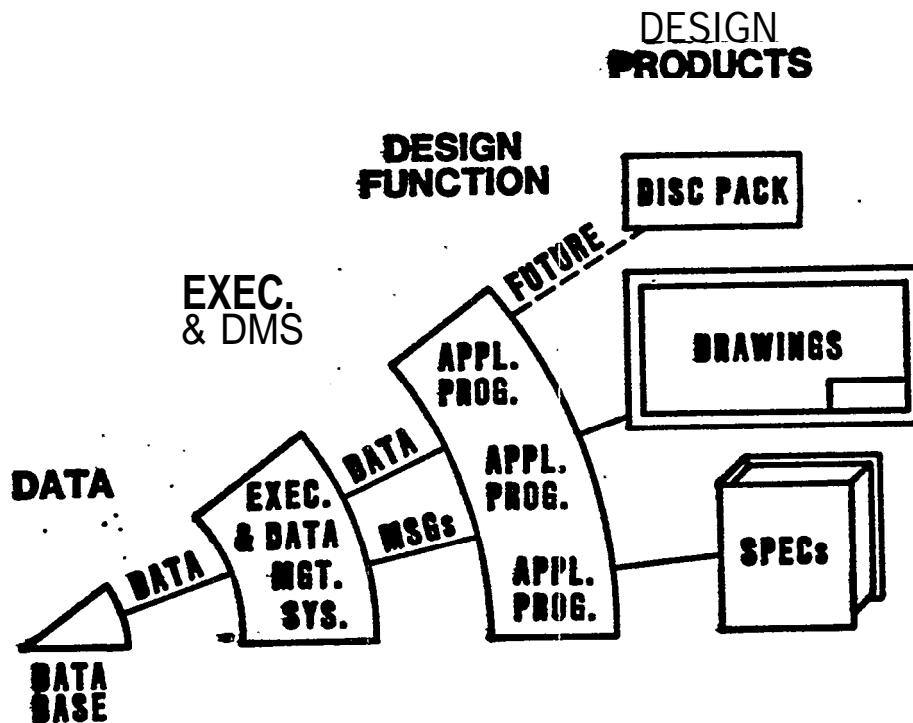 DESIGN
PRODUCTS
DESIGN
FUNCTION
DISC PACK
FUTURE
EXEC.
& DMS
DRAWINGS
APPL.
PROG.
DATA
APPL.
PROG.
DATA
EXEC.
& DATA
MGT.
SYS.
MSGs
SPECs
APPL.
PROG.
DATA
DATA
BASE